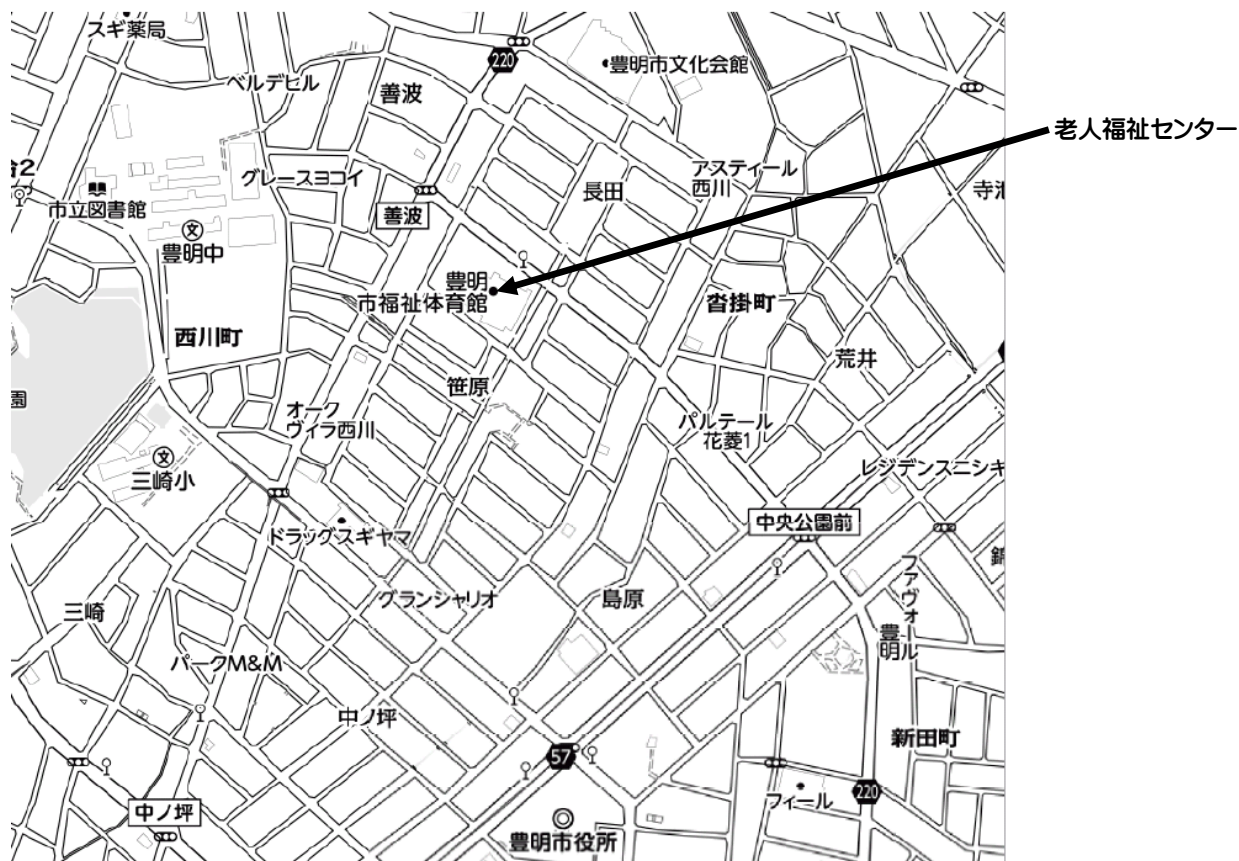 スギ薬局
220
豊明市文化会館
ベルデヒル
善波
老人福祉センター
アスティール
西川
合2
グレースヨコイ
長田
市立図書館
善波
文
豊明中
豊明
市福祉体育館
沓掛町
西川町
荒井
笹原
園
オーク
ヴィラ西川
パルテール
花菱1
文
三崎小
レジデンスニシキ
中央公園前
ドラッグスギヤマ
グランシャリオ
島原
ファヴォール
豊明
三崎
パークM&M
中ノ坪
新田町
57
220
フィール
中ノ坪
豊明市役所